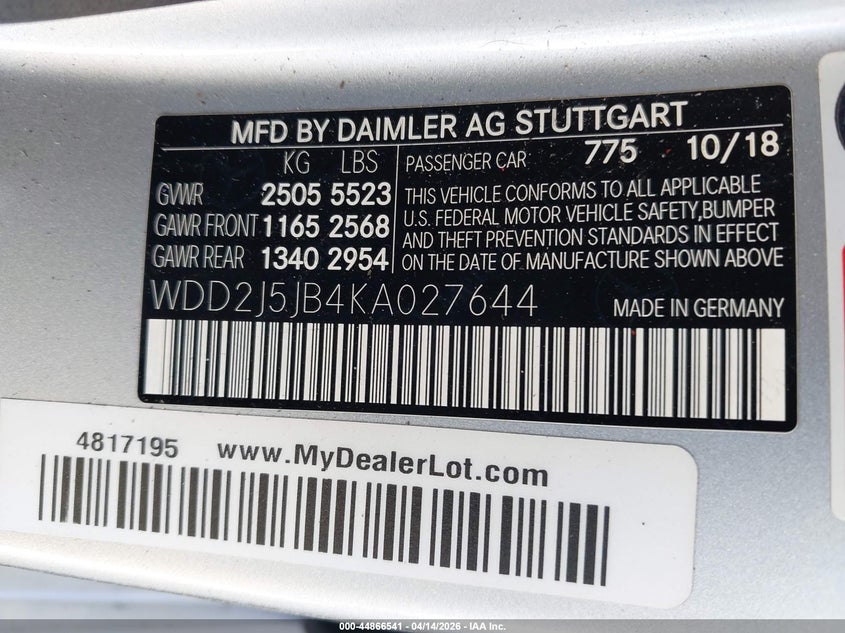 MFD BY DAIMLER AG STUTTGART
KG LBS
GVWR 2505 5523
GAWR FRONT 1165 2568
GAWR REAR 1340 2954
PASSENGER CAR 775 10/18
THIS VEHICLE CONFORMS TO ALL APPLICABLE
U.S. FEDERAL MOTOR VEHICLE SAFETY,BUMPER
AND THEFT PREVENTION STANDARDS IN EFFECT
ON THE DATE OF MANUFACTURE SHOWN ABOVE
WDD2J5JB4KA027644
MADE IN GERMANY
4817195 www.MyDealerLot.com
000-44866541 - 04/14/2026 - IAA Inc.